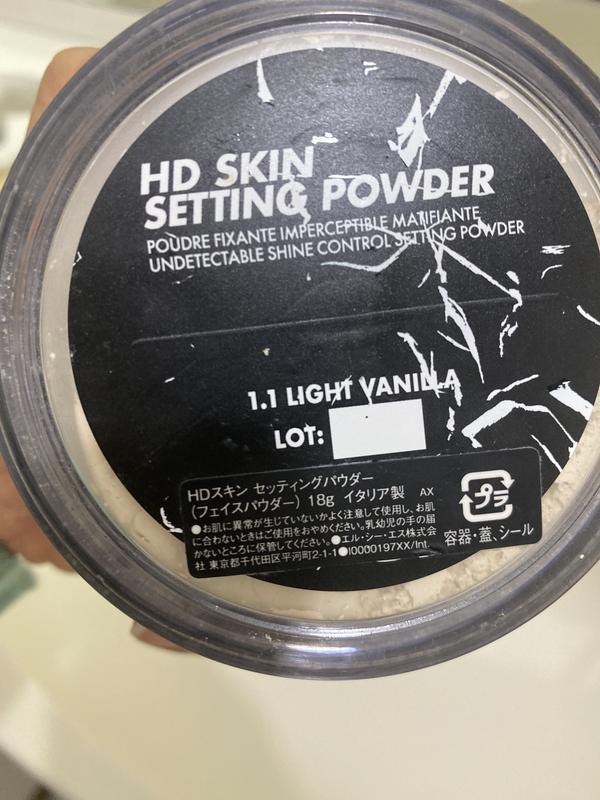 HD SKIN
SETTING POWDER
POUDRE FIXANTE IMPERCEPTIBLE MATIFIANTE
UNDETECTABLE SHINE CONTROL SETTING POWDER
1.1 LIGHT VANILLA
LOT:
HDスキン セッティングパウダー
(フェイスパウダー) 18g イタリア製 AX
●お肌に異常が生じていないかよく注意して使用し、お肌
に合わないときはご使用をおやめください。乳幼児の手の届
かないところに保管してください。●エル・シー・エス株式会
社 東京都千代田区平河町2-1-1●I0000197XX/Int.
プラ
容器・蓋、シール